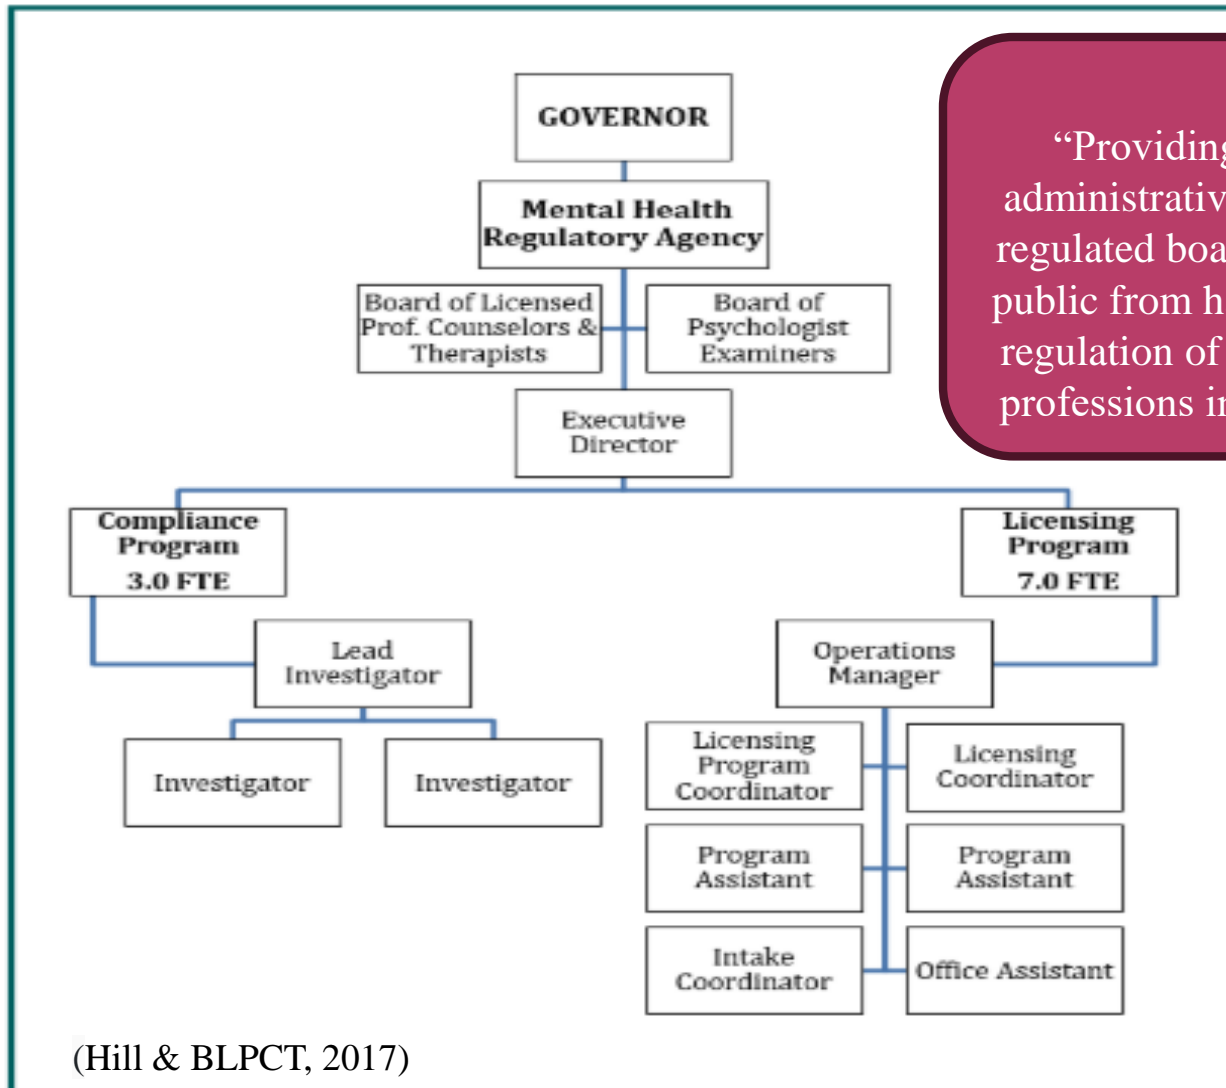 GOVERNOR
Mental Health
Regulatory Agency
Board of Licensed
Prof. Counselors &
Therapists
Board of
Psychologist
Examiners
Executive
Director
Compliance
Program
3.0 FTE
Licensing
Program
7.0 FTE
Lead
Investigator
Investigator
Investigator
Operations
Manager
Licensing
Program
Coordinator
Licensing
Coordinator
Program
Assistant
Program
Assistant
Intake
Coordinator
Office Assistant
“Providing
administrativ
regulated boa
public from h
regulation of
professions in
(Hill & BLPCT, 2017)